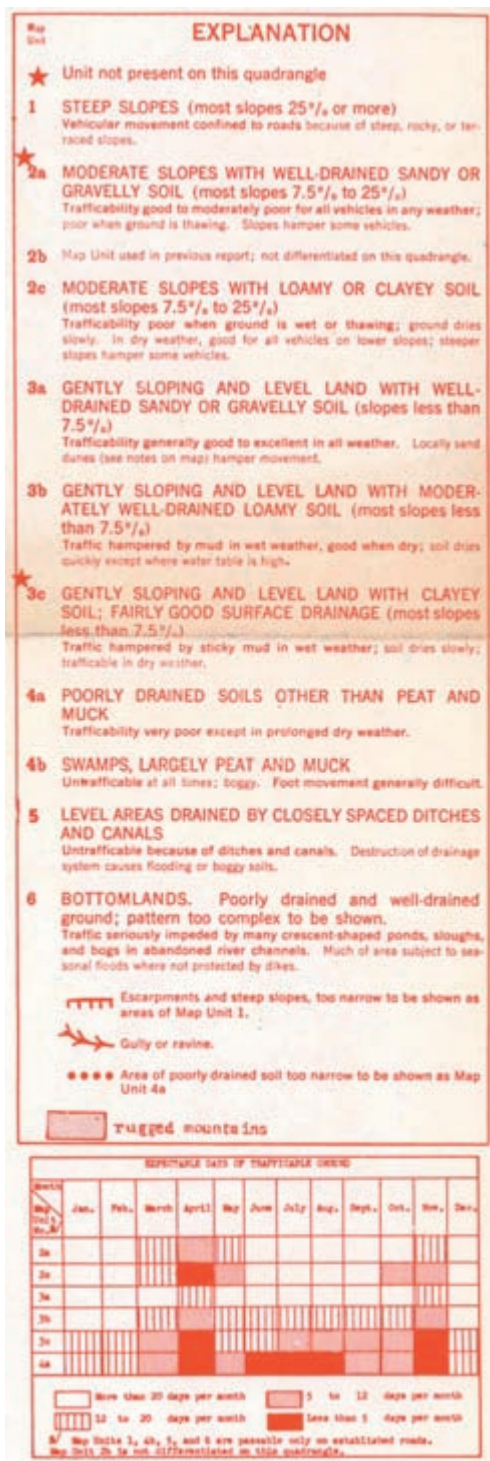 Map
Unit
EXPLANATION
★ Unit not present on this quadrangle
1 STEEP SLOPES (most slopes 25°/₀ or more)
Vehicular movement confined to roads because of steep, rocky, or ter-
raced slopes.
★
2a MODERATE SLOPES WITH WELL-DRAINED SANDY OR
GRAVELLY SOIL (most slopes 7.5°/₀ to 25°/₀)
Trafficability good to moderately poor for all vehicles in any weather;
poor when ground is thawing. Slopes hamper some vehicles.
2b Map Unit used in previous report; not differentiated on this quadrangle.
2c MODERATE SLOPES WITH LOAMY OR CLAYEY SOIL
(most slopes 7.5°/₀ to 25°/₀)
Trafficability poor when ground is wet or thawing; ground dries
slowly. In dry weather, good for all vehicles on lower slopes; steeper
slopes hamper some vehicles.
3a GENTLY SLOPING AND LEVEL LAND WITH WELL-
DRAINED SANDY OR GRAVELLY SOIL (slopes less than
7.5°/₀)
Trafficability generally good to excellent in all weather. Locally sand
dunes (see notes on map) hamper movement.
3b GENTLY SLOPING AND LEVEL LAND WITH MODER-
ATELY WELL-DRAINED LOAMY SOIL (most slopes less
than 7.5°/₀)
Traffic hampered by mud in wet weather, good when dry; soil dries
quickly except where water table is high.
★
3c GENTLY SLOPING AND LEVEL LAND WITH CLAYEY
SOIL; FAIRLY GOOD SURFACE DRAINAGE (most slopes
less than 7.5°/₀)
Traffic hampered by sticky mud in wet weather; soil dries slowly;
trafficable in dry weather.
4a POORLY DRAINED SOILS OTHER THAN PEAT AND
MUCK
Trafficability very poor except in prolonged dry weather.
4b SWAMPS, LARGELY PEAT AND MUCK
Untrafficable at all times; boggy. Foot movement generally difficult.
5 LEVEL AREAS DRAINED BY CLOSELY SPACED DITCHES
AND CANALS
Untrafficable because of ditches and canals. Destruction of drainage
system causes flooding or boggy soils.
6 BOTTOMLANDS. Poorly drained and well-drained
ground; pattern too complex to be shown.
Traffic seriously impeded by many crescent-shaped ponds, sloughs,
and bogs in abandoned river channels. Much of area subject to sea-
sonal floods where not protected by dikes.
Escarpments and steep slopes, too narrow to be shown as
areas of Map Unit 1.
Gully or ravine.
Area of poorly drained soil too narrow to be shown as Map
Unit 4a
rugged mountains
EXPECTABLE DAYS OF TRAFFICABLE GROUND
Month
Map Unit Jan. Feb. March April May June July Aug. Sept. Oct. Nov. Dec.
2a
2c
3a
3b
3c
4a
More than 20 days per month 5 to 12 days per month
12 to 20 days per month Less than 5 days per month
Map Units 1, 4b, 5, and 6 are passable only on established roads.
Map Unit 2b is not differentiated on this quadrangle.